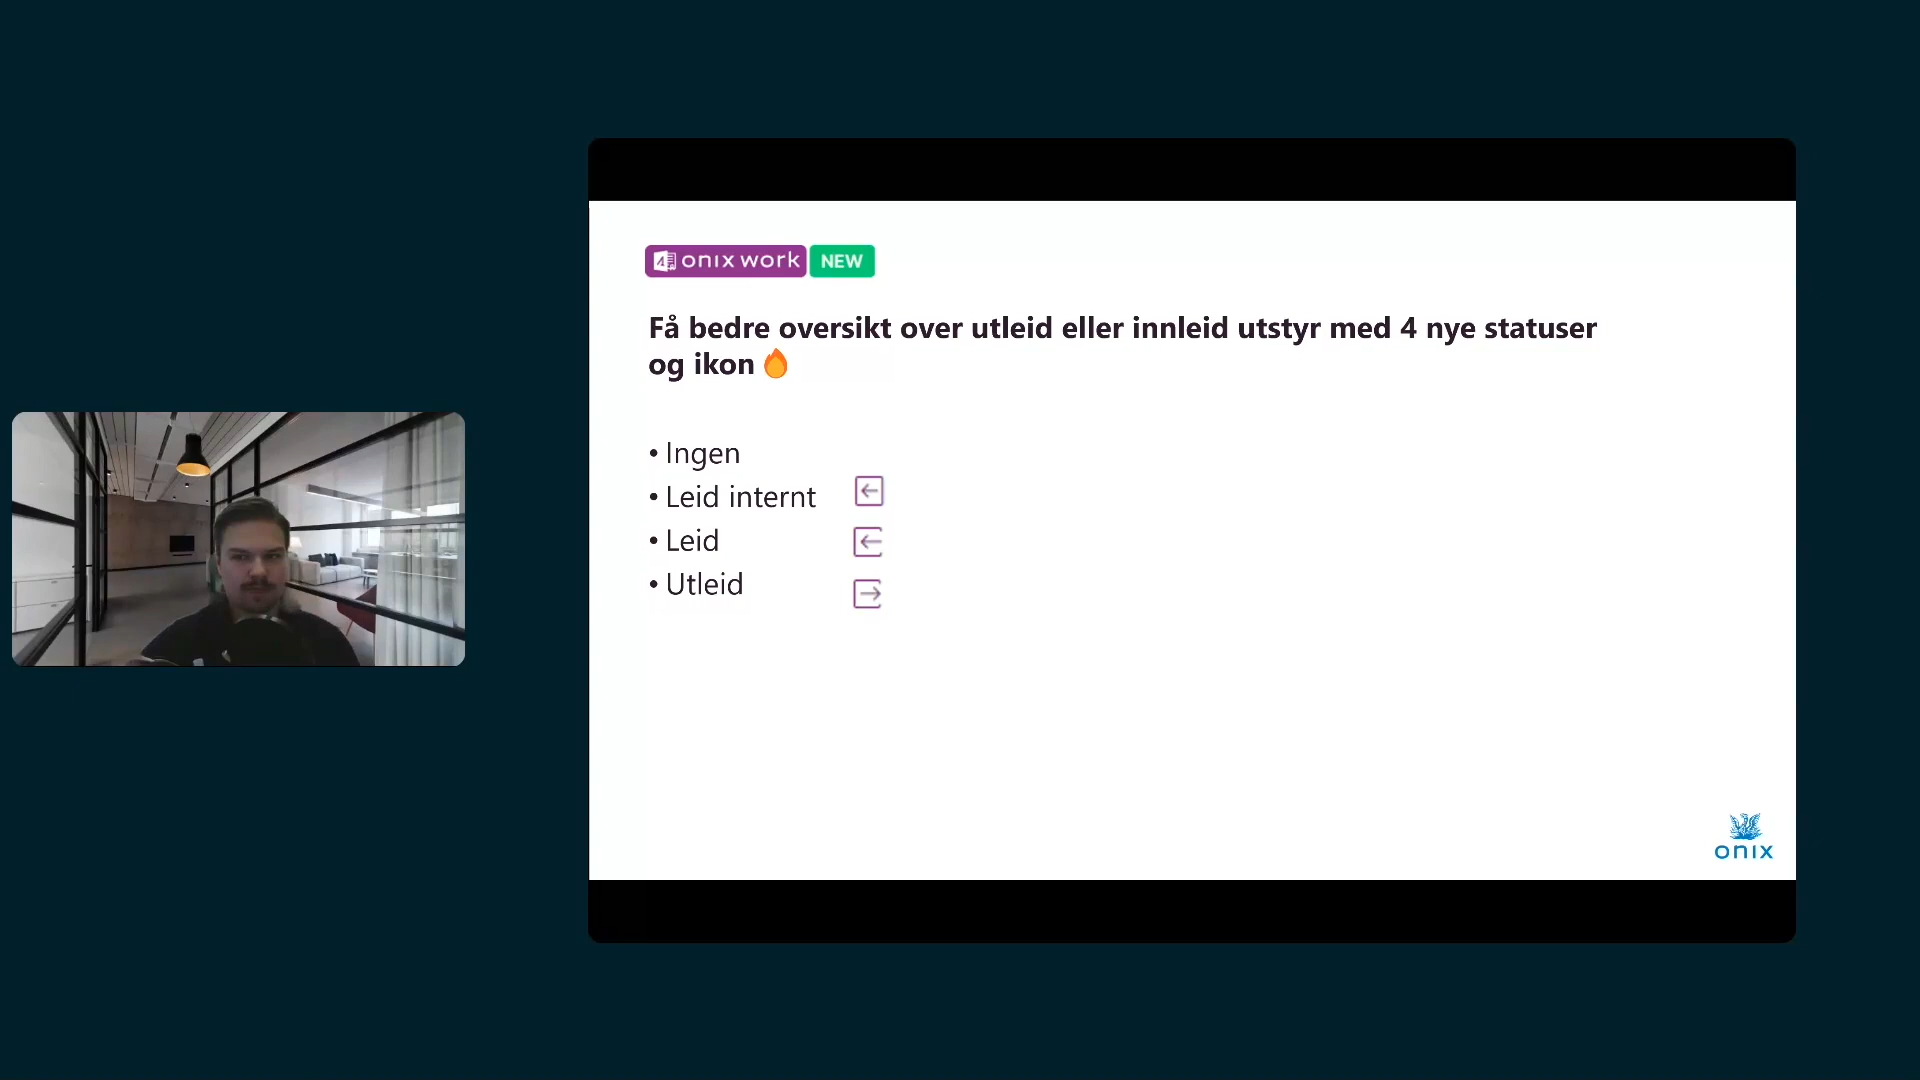 onix work NEW
Få bedre oversikt over utleid eller innleid utstyr med 4 nye statuser
og ikon 🔥
• Ingen
• Leid internt
• Leid
• Utleid
onix